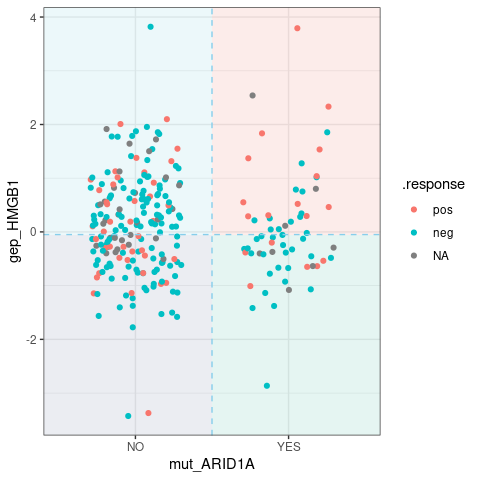 4
2
0
-2
gep_HMGB1
NO
YES
mut_ARID1A
.response
pos
neg
NA